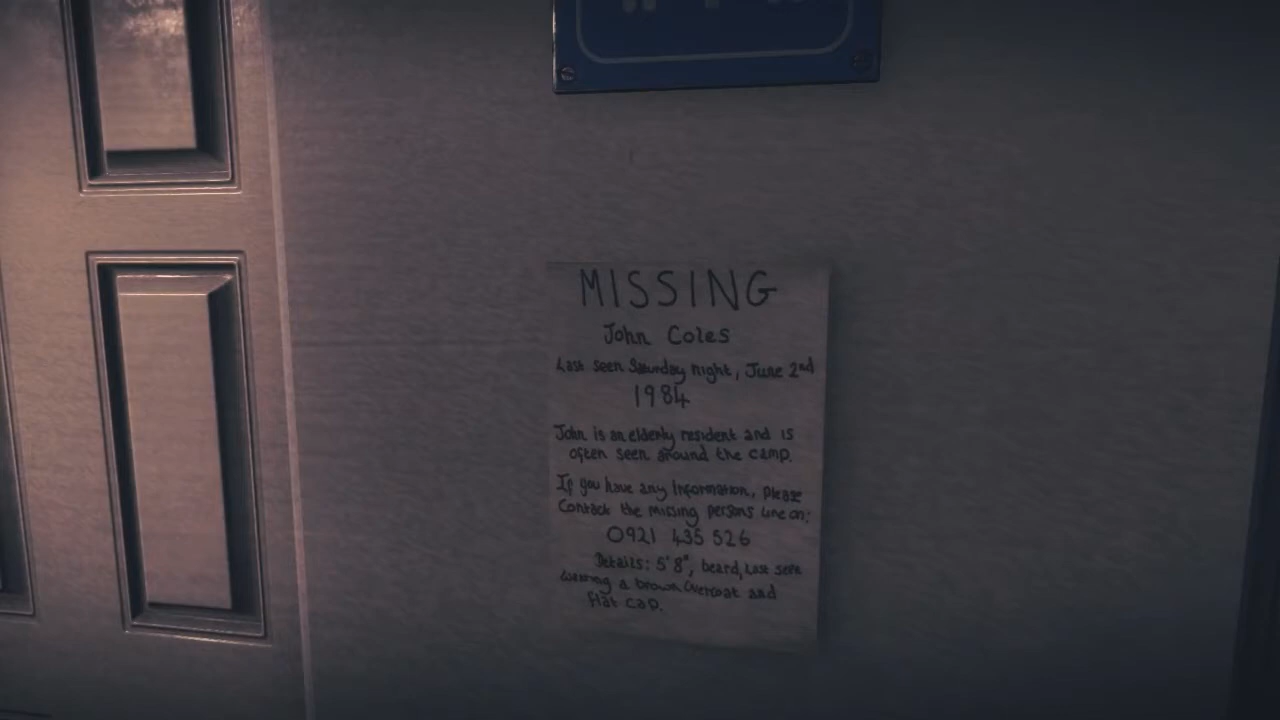 MISSING
John Coles
Last seen Saturday night, June 2nd
1984
John is an elderly resident and is
often seen around the camp.
If you have any Information, Please
Contact the missing persons line on:
0921 435 526
Details: 5'8", beard, Last seen
wearing a brown Overcoat and
flat cap.